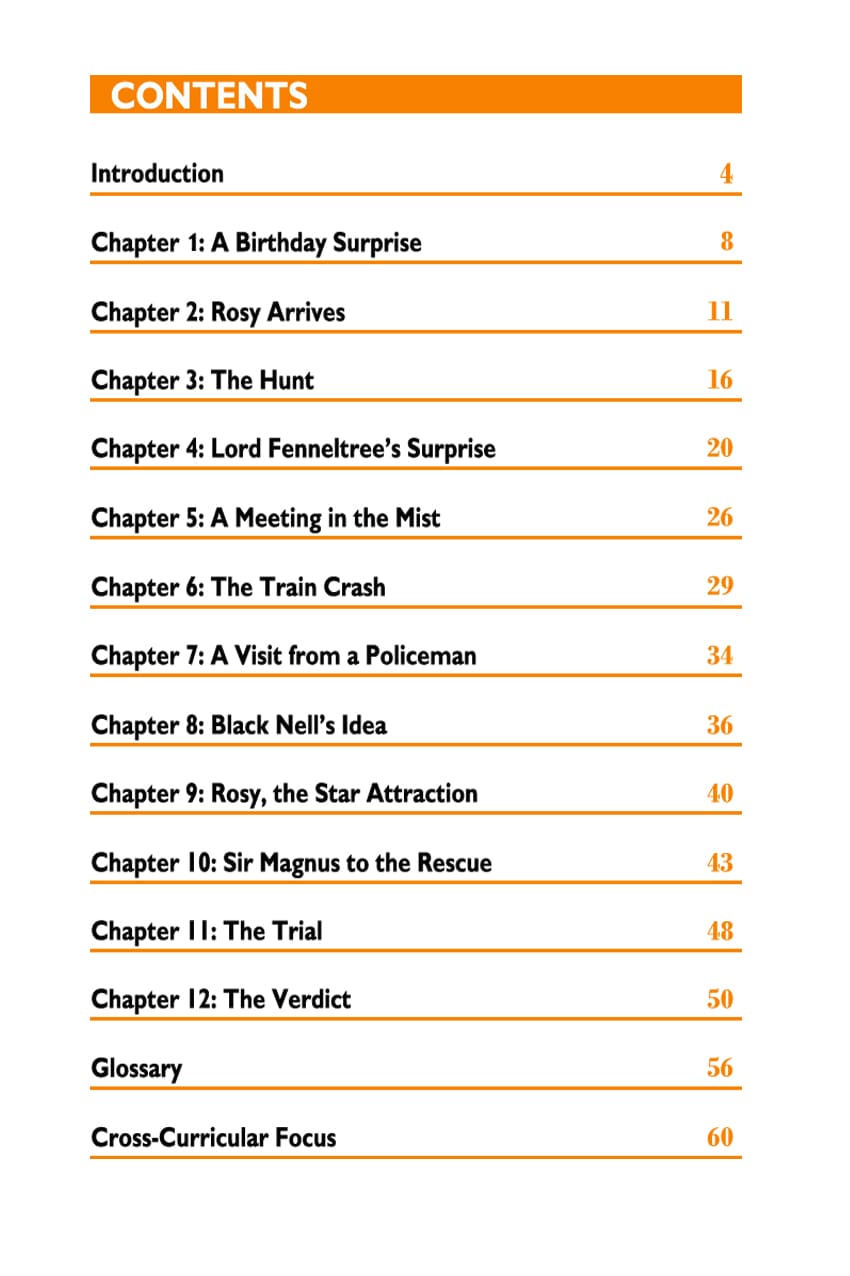 CONTENTS
Introduction 4
Chapter 1: A Birthday Surprise 8
Chapter 2: Rosy Arrives 11
Chapter 3: The Hunt 16
Chapter 4: Lord Fenneltree’s Surprise 20
Chapter 5: A Meeting in the Mist 26
Chapter 6: The Train Crash 29
Chapter 7: A Visit from a Policeman 34
Chapter 8: Black Nell’s Idea 36
Chapter 9: Rosy, the Star Attraction 40
Chapter 10: Sir Magnus to the Rescue 43
Chapter 11: The Trial 48
Chapter 12: The Verdict 50
Glossary 56
Cross-Curricular Focus 60